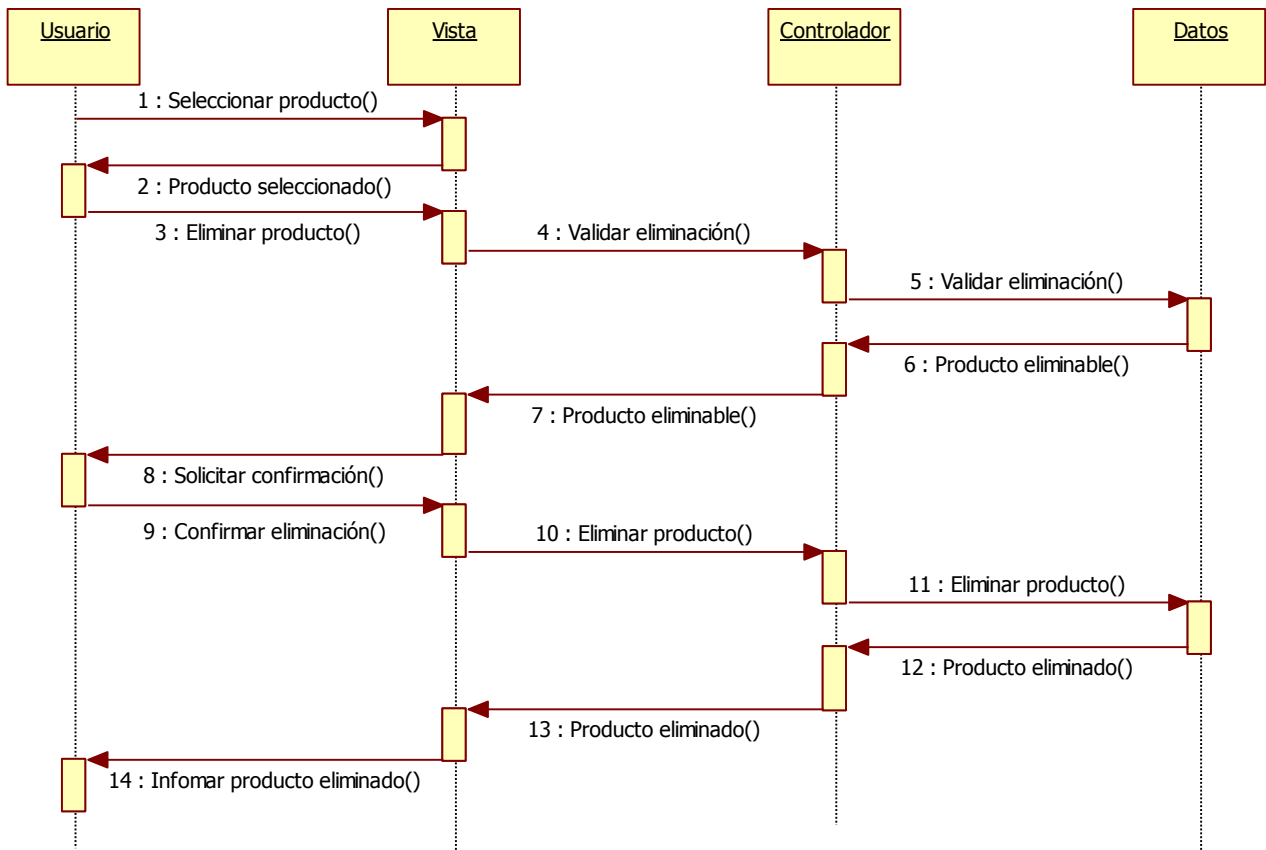 Usuario
Vista
Controlador
Datos
1 : Seleccionar producto()
2 : Producto seleccionado()
3 : Eliminar producto()
4 : Validar eliminación()
5 : Validar eliminación()
6 : Producto eliminable()
7 : Producto eliminable()
8 : Solicitar confirmación()
9 : Confirmar eliminación()
10 : Eliminar producto()
11 : Eliminar producto()
12 : Producto eliminado()
13 : Producto eliminado()
14 : Infomar producto eliminado()